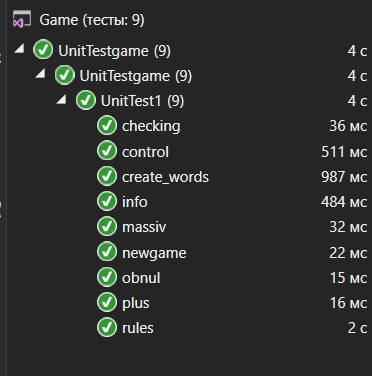 Game (тесты: 9)
UnitTestgame (9) 4 с
UnitTestgame (9) 4 с
UnitTest1 (9) 4 с
checking 36 мс
control 511 мс
create_words 987 мс
info 484 мс
massiv 32 мс
newgame 22 мс
obnul 15 мс
plus 16 мс
rules 2 с